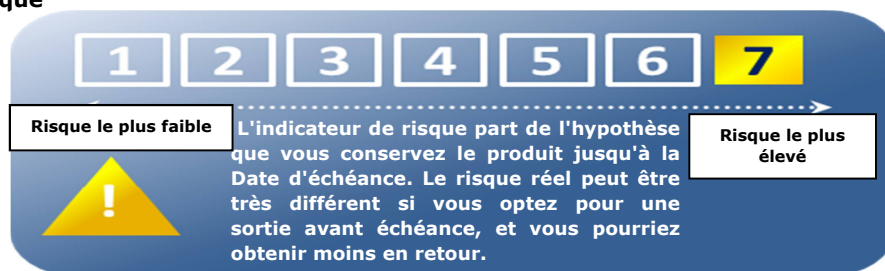 que
1 2 3 4 5 6 7
Risque le plus faible
Risque le plus
élevé
L'indicateur de risque part de l'hypothèse
que vous conservez le produit jusqu'à la
Date d'échéance. Le risque réel peut être
très différent si vous optez pour une
sortie avant échéance, et vous pourriez
obtenir moins en retour.
!